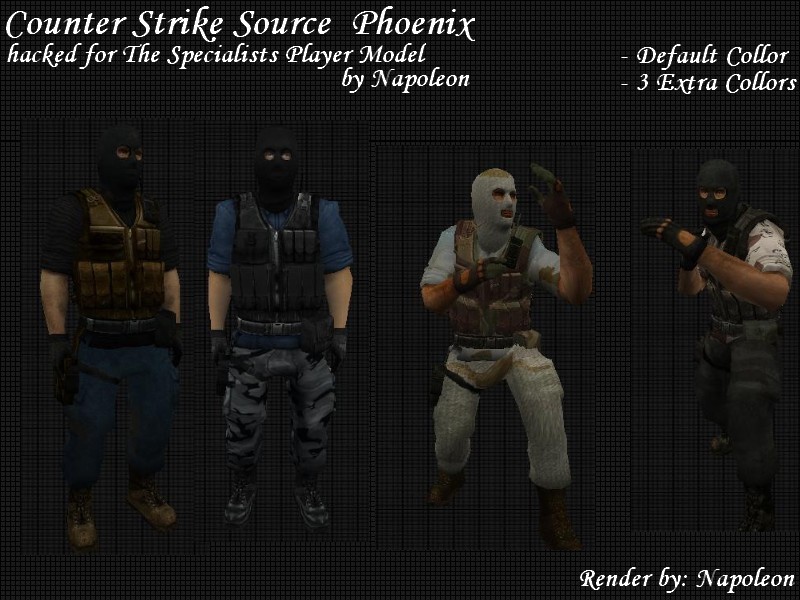 Counter Strike Source Phoenix
hacked for The Specialists Player Model
by Napoleon
- Default Collor
- 3 Extra Collors
Render by: Napoleon